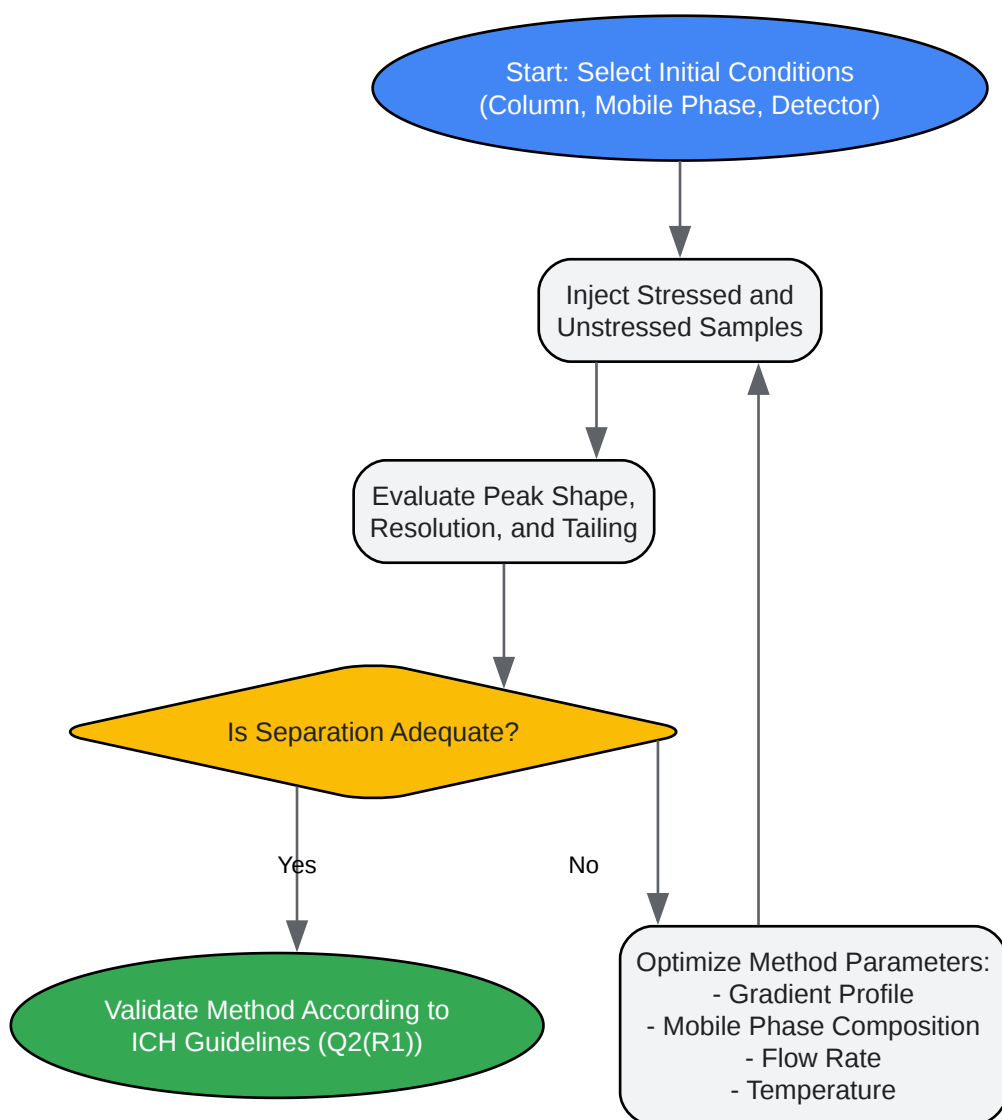 Start: Select Initial Conditions
(Column, Mobile Phase, Detector)
Inject Stressed and
Unstressed Samples
Evaluate Peak Shape,
Resolution, and Tailing
Is Separation Adequate?
Yes
No
Validate Method According to
ICH Guidelines (Q2(R1))
Optimize Method Parameters:
- Gradient Profile
- Mobile Phase Composition
- Flow Rate
- Temperature